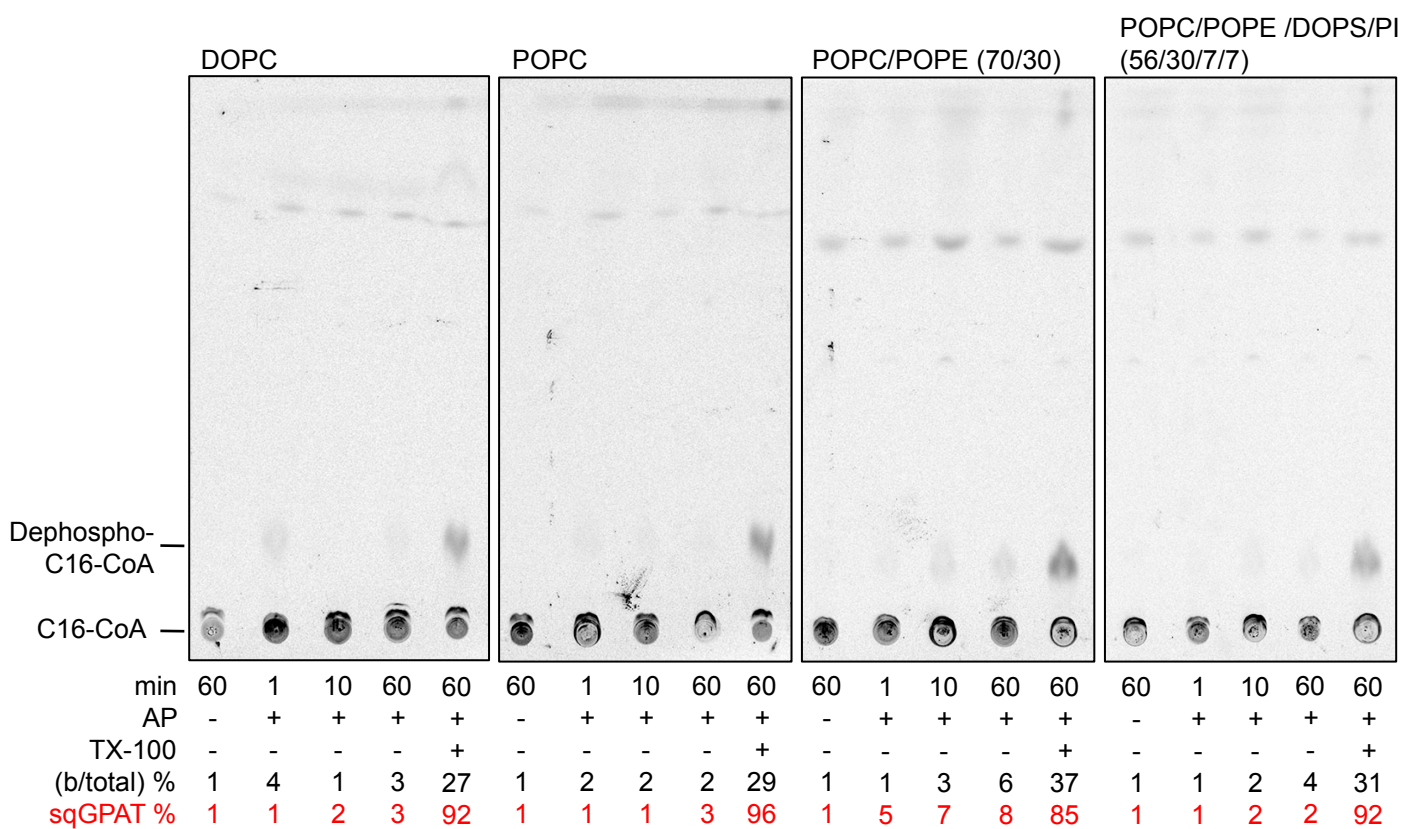 POPC/POPE /DOPS/PI
DOPC POPC POPC/POPE (70/30) (56/30/7/7)
Dephospho-
C16-CoA
C16-CoA
min 60 1 10 60 60 60 1 10 60 60 60 1 10 60 60 60 1 10 60 60
AP - + + + + - + + + + - + + + + - + + + +
TX-100 - - - - + - - - - + - - - - + - - - - +
(b/total) % 1 4 1 3 27 1 2 2 2 29 1 1 3 6 37 1 1 2 4 31
sqGPAT % 1 1 2 3 92 1 1 1 3 96 1 5 7 8 85 1 1 2 2 92